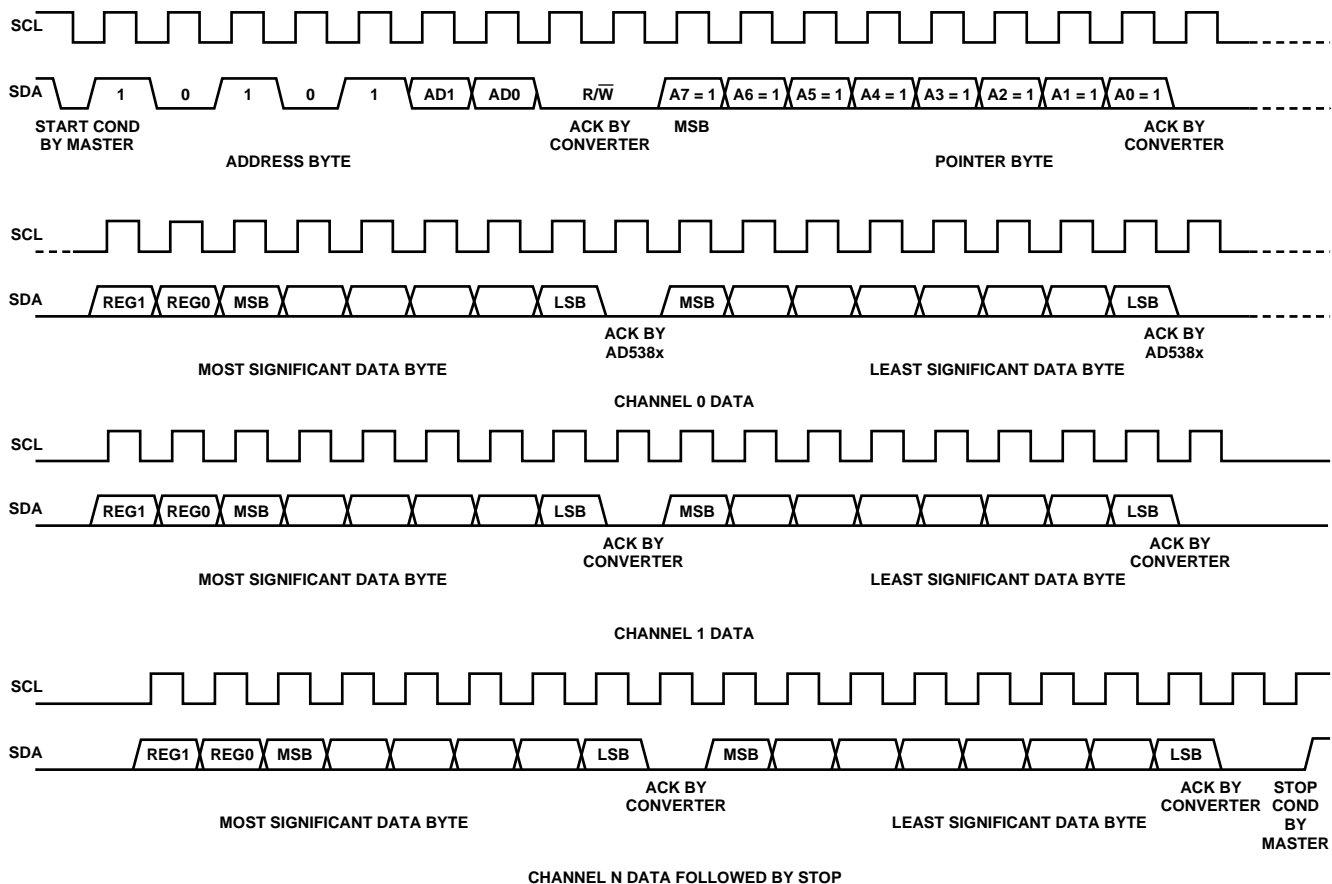 SCL
SDA 1 0 1 0 1 AD1 AD0 R/W̅ A7 = 1 A6 = 1 A5 = 1 A4 = 1 A3 = 1 A2 = 1 A1 = 1 A0 = 1
START COND ACK BY MSB ACK BY
BY MASTER CONVERTER CONVERTER
ADDRESS BYTE POINTER BYTE
SCL
SDA REG1 REG0 MSB LSB MSB LSB
ACK BY ACK BY
AD538x AD538x
MOST SIGNIFICANT DATA BYTE LEAST SIGNIFICANT DATA BYTE
CHANNEL 0 DATA
SCL
SDA REG1 REG0 MSB LSB MSB LSB
ACK BY ACK BY
CONVERTER CONVERTER
MOST SIGNIFICANT DATA BYTE LEAST SIGNIFICANT DATA BYTE
CHANNEL 1 DATA
SCL
SDA REG1 REG0 MSB LSB MSB LSB
ACK BY ACK BY STOP
CONVERTER CONVERTER COND
MOST SIGNIFICANT DATA BYTE LEAST SIGNIFICANT DATA BYTE BY
MASTER
CHANNEL N DATA FOLLOWED BY STOP